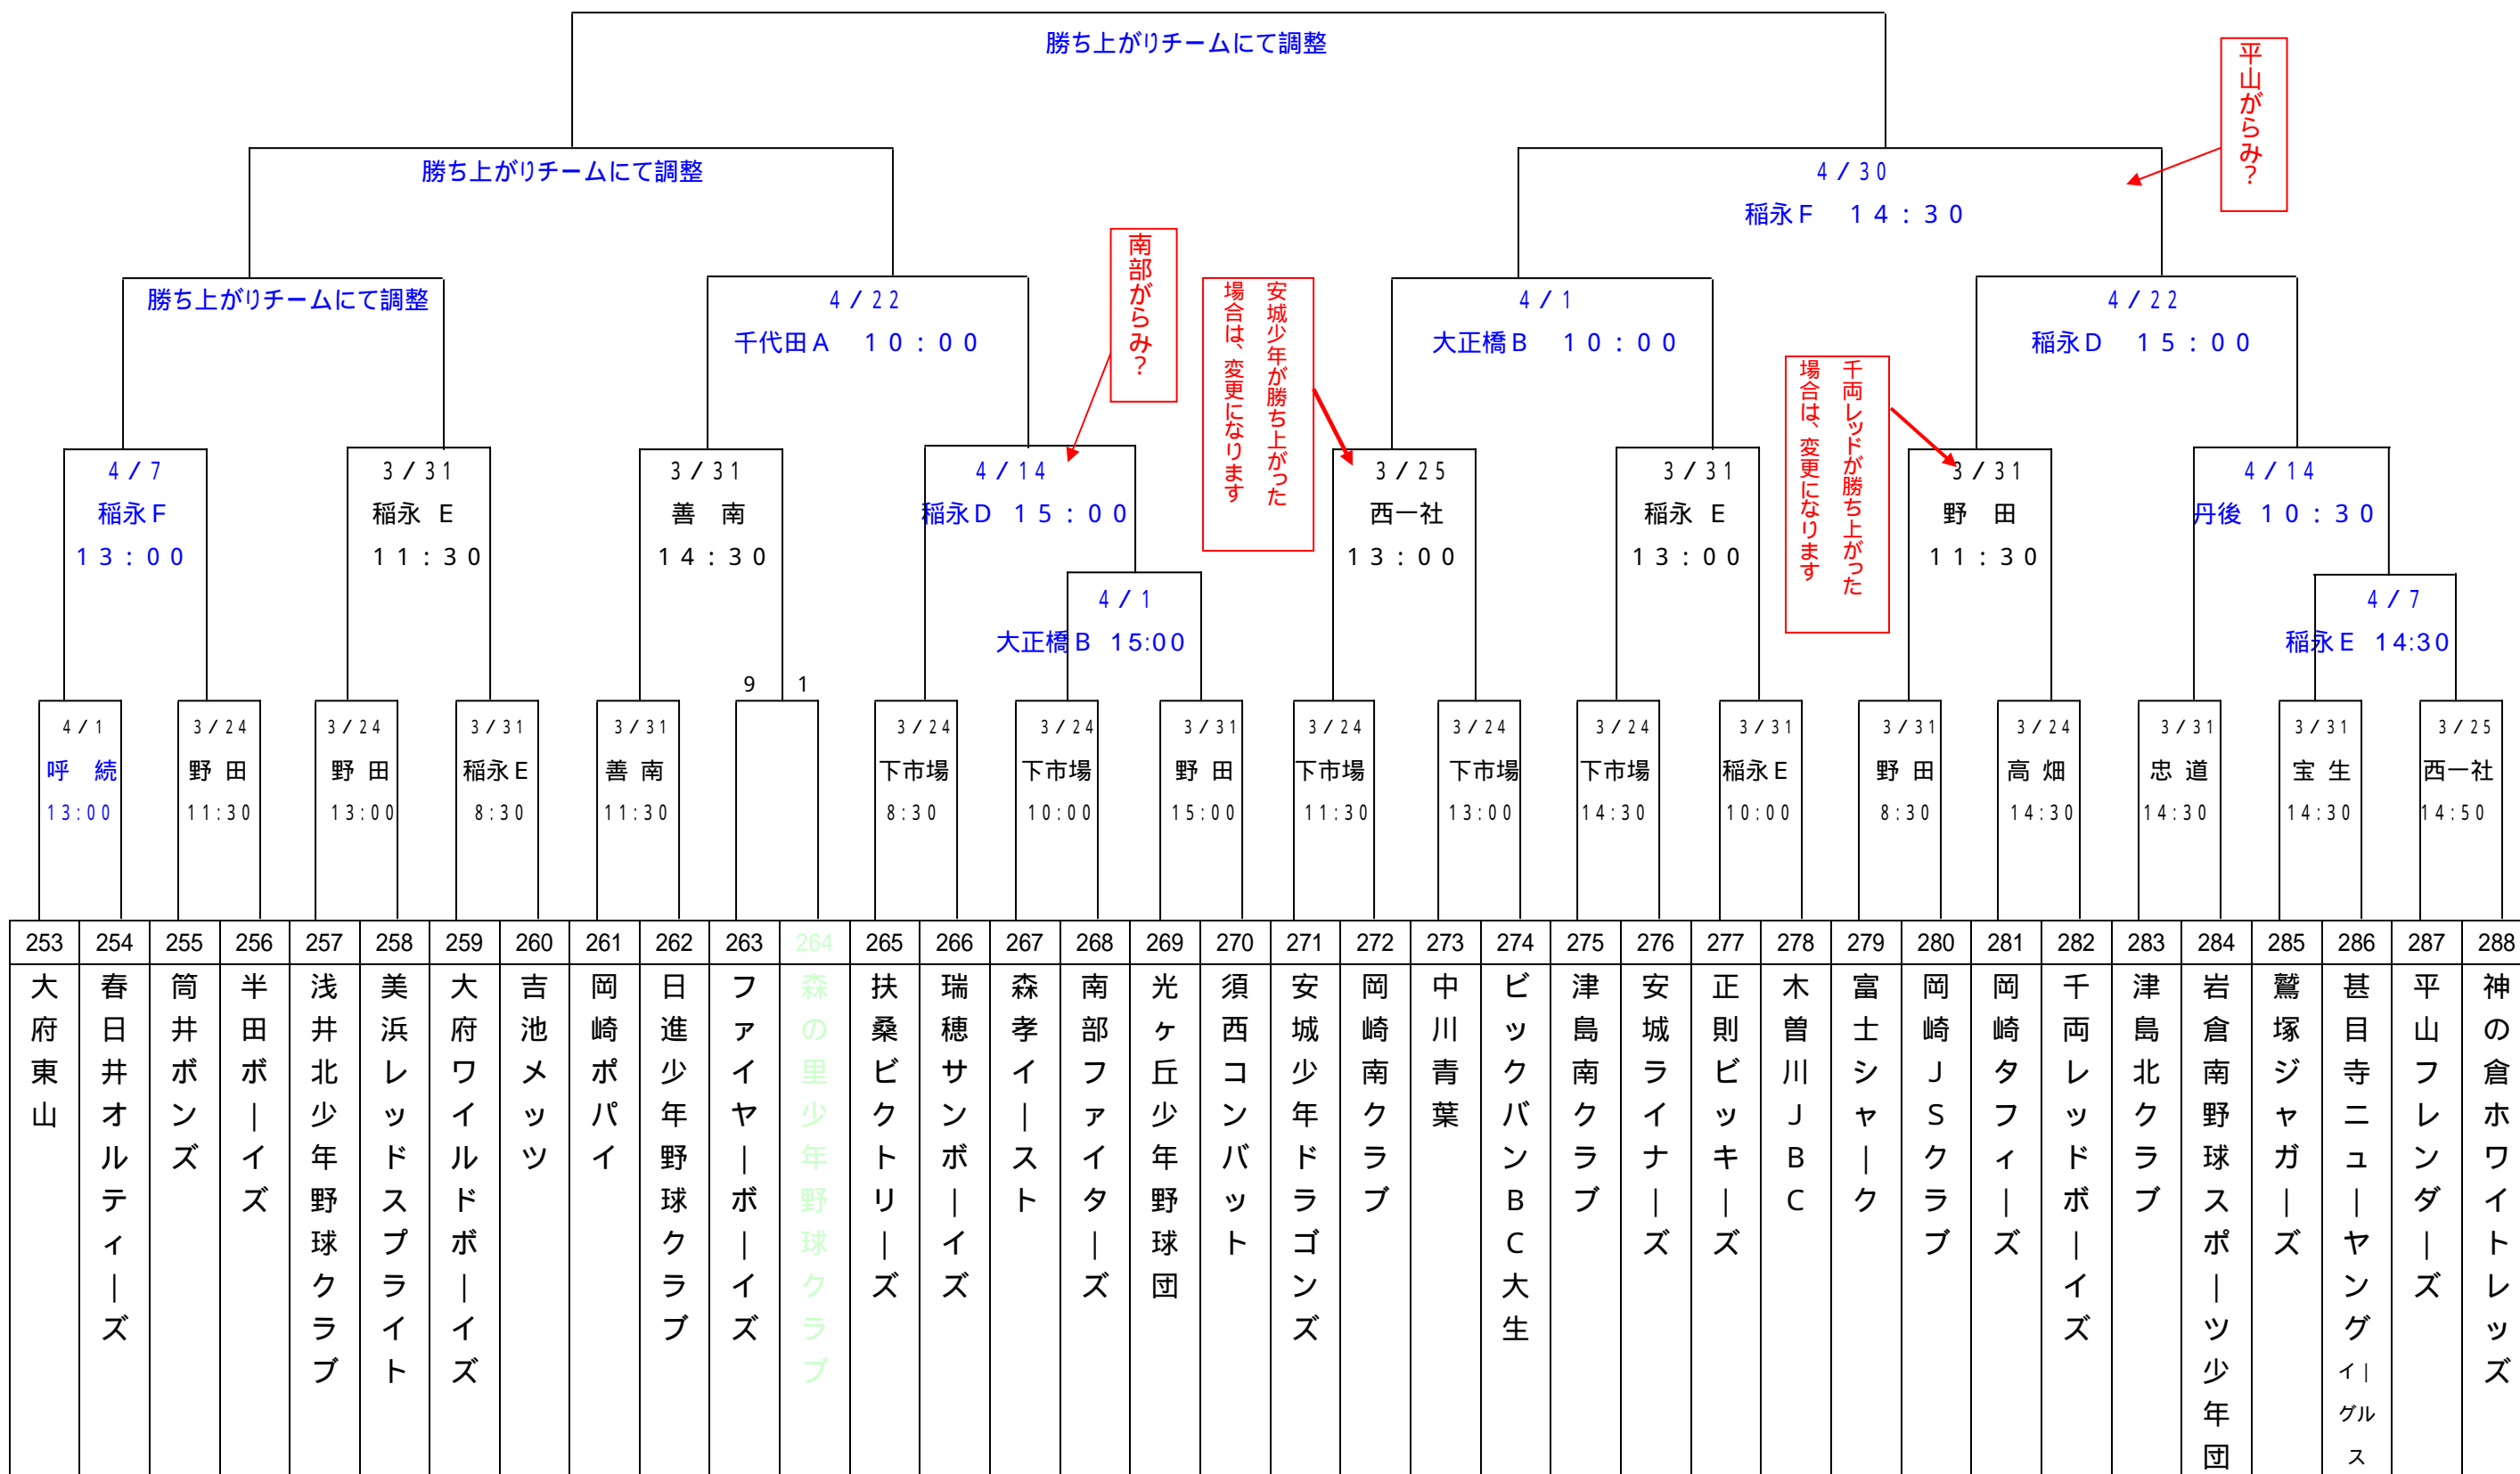 勝ち上がりチームにて調整
平山がらみ？
勝ち上がりチームにて調整
4/30
稲永F 14:30
南部がらみ？
安城少年が勝ち上がった
場合は、変更になります
勝ち上がりチームにて調整
4/22
千代田A 10:00
4/1
大正橋B 10:00
4/22
稲永D 15:00
千両レッドが勝ち上がった
場合は、変更になります
4/7
稲永F
13:00
3/31
稲永 E
11:30
3/31
善 南
14:30
4/14
稲永D 15:00
3/25
西一社
13:00
3/31
稲永 E
13:00
3/31
野 田
11:30
4/14
丹後 10:30
4/1
大正橋B 15:00
4/7
稲永E 14:30
9 1
4/1
呼 続
13:00
3/24
野 田
11:30
3/24
野 田
13:00
3/31
稲永E
8:30
3/31
善 南
11:30
3/24
下市場
8:30
3/24
下市場
10:00
3/31
野 田
15:00
3/24
下市場
11:30
3/24
下市場
13:00
3/24
下市場
14:30
3/31
稲永E
10:00
3/31
野 田
8:30
3/24
高 畑
14:30
3/31
忠 道
14:30
3/31
宝 生
14:30
3/25
西一社
14:50
253
大府東山
254
春日井オルティーズ
255
筒井ボンズ
256
半田ボーイズ
257
浅井北少年野球クラブ
258
美浜レッドスプライト
259
大府ワイルドボーイズ
260
吉池メッツ
261
岡崎ポパイ
262
日進少年野球クラブ
263
ファイヤーボーイズ
264
森の里少年野球クラブ
265
扶桑ビクトリーズ
266
瑞穂サンボーイズ
267
森孝イースト
268
南部ファイターズ
269
光ヶ丘少年野球団
270
須西コンバット
271
安城少年ドラゴンズ
272
岡崎南クラブ
273
中川青葉
274
ビックバンBC大生
275
津島南クラブ
276
安城ライナーズ
277
正則ビッキーズ
278
木曽川JBC
279
富士シャーク
280
岡崎JSクラブ
281
岡崎タフィーズ
282
千両レッドボーイズ
283
津島北クラブ
284
岩倉南野球スポーツ少年団
285
鷲塚ジャガーズ
286
甚目寺ニューヤングイーグルス
287
平山フレンダーズ
288
神の倉ホワイトレッズ